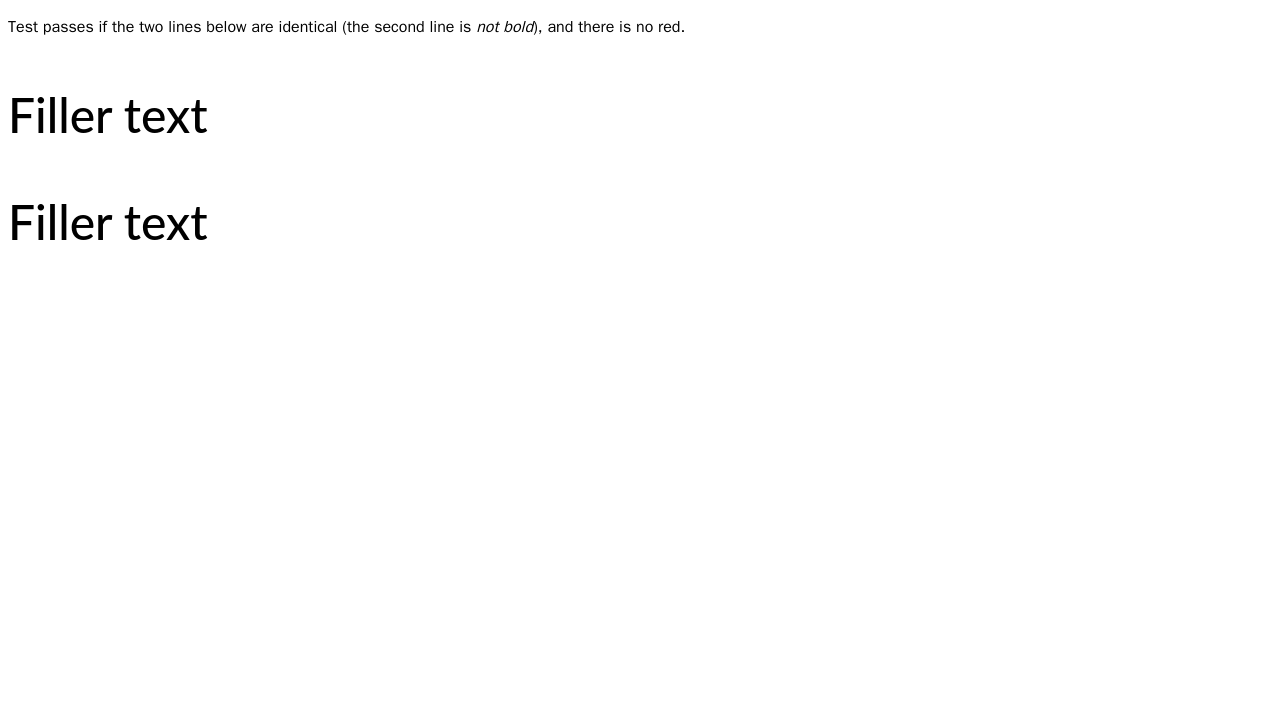 Test passes if the two lines below are identical (the second line is not bold), and there is no red.
Filler text
Filler text